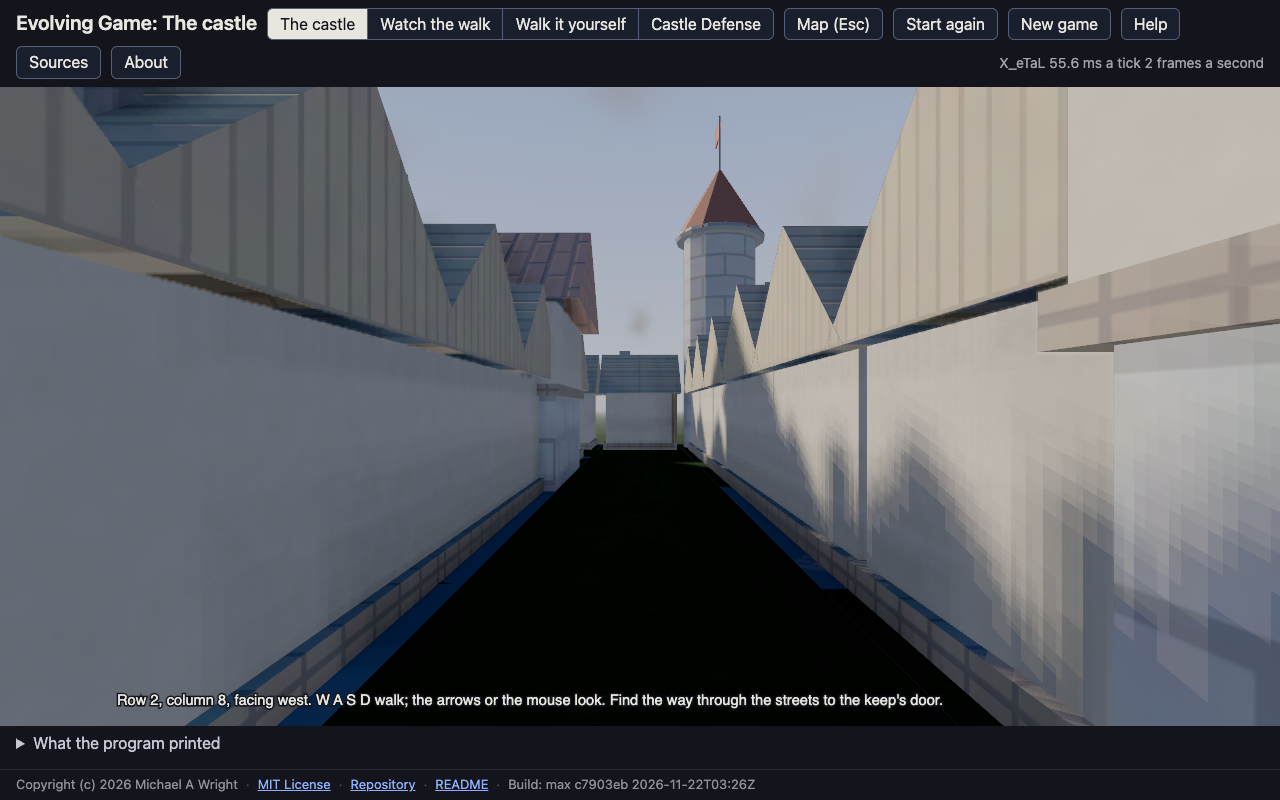 Evolving Game: The castle The castle Watch the walk Walk it yourself Castle Defense Map (Esc) Start again New game Help
Sources About X_eTaL 55.6 ms a tick 2 frames a second
Row 2, column 8, facing west. W A S D walk; the arrows or the mouse look. Find the way through the streets to the keep's door.
▶ What the program printed
Copyright (c) 2026 Michael A Wright · MIT License · Repository · README · Build: max c7903eb 2026-11-22T03:26Z